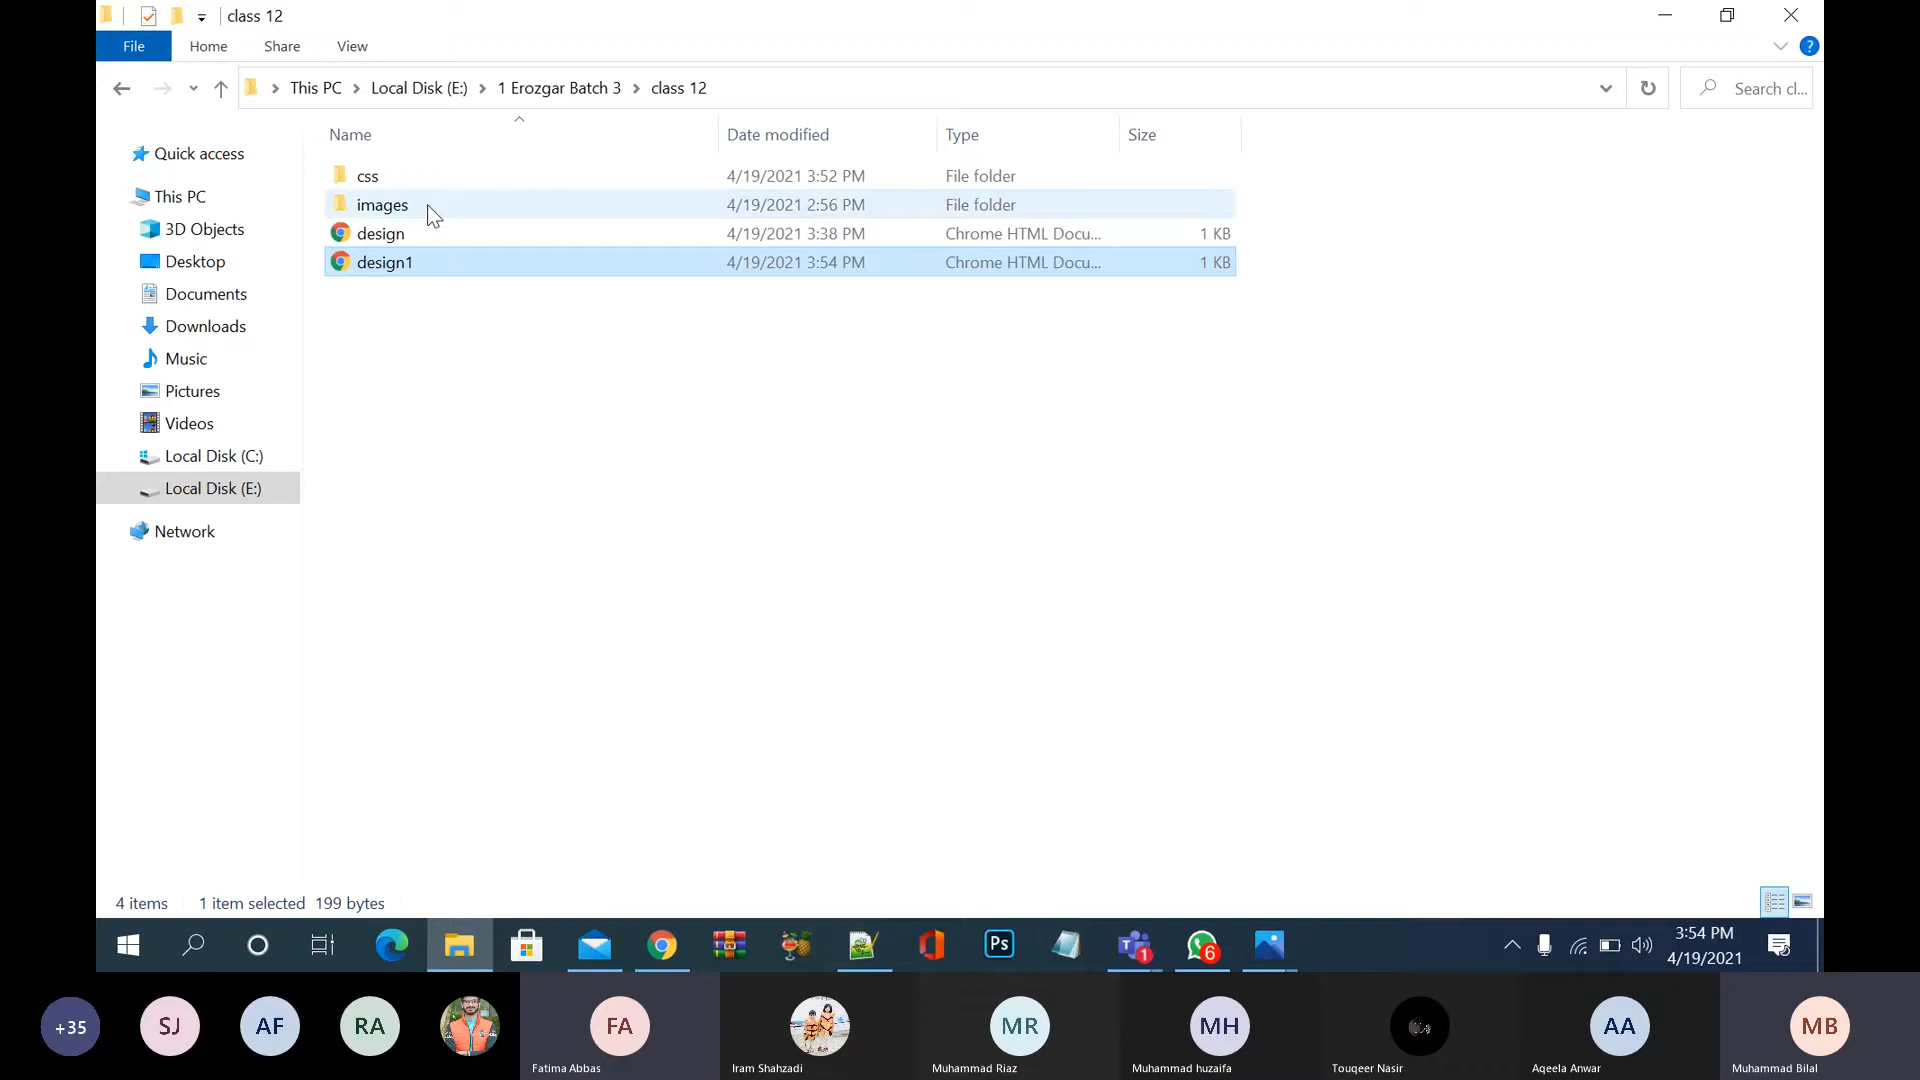 class 12
File Home Share View
This PC Local Disk (E:) 1 Erozgar Batch 3 class 12
Search cl...
Name Date modified Type Size
css 4/19/2021 3:52 PM File folder
images 4/19/2021 2:56 PM File folder
design 4/19/2021 3:38 PM Chrome HTML Docu... 1 KB
design1 4/19/2021 3:54 PM Chrome HTML Docu... 1 KB
Quick access
This PC
3D Objects
Desktop
Documents
Downloads
Music
Pictures
Videos
Local Disk (C:)
Local Disk (E:)
Network
4 items 1 item selected 199 bytes
Ps
1
6
3:54 PM
4/19/2021
+35 SJ AF RA FA MR MH AA MB
Fatima Abbas Iram Shahzadi Muhammad Riaz Muhammad huzaifa Touqeer Nasir Aqeela Anwar Muhammad Bilal